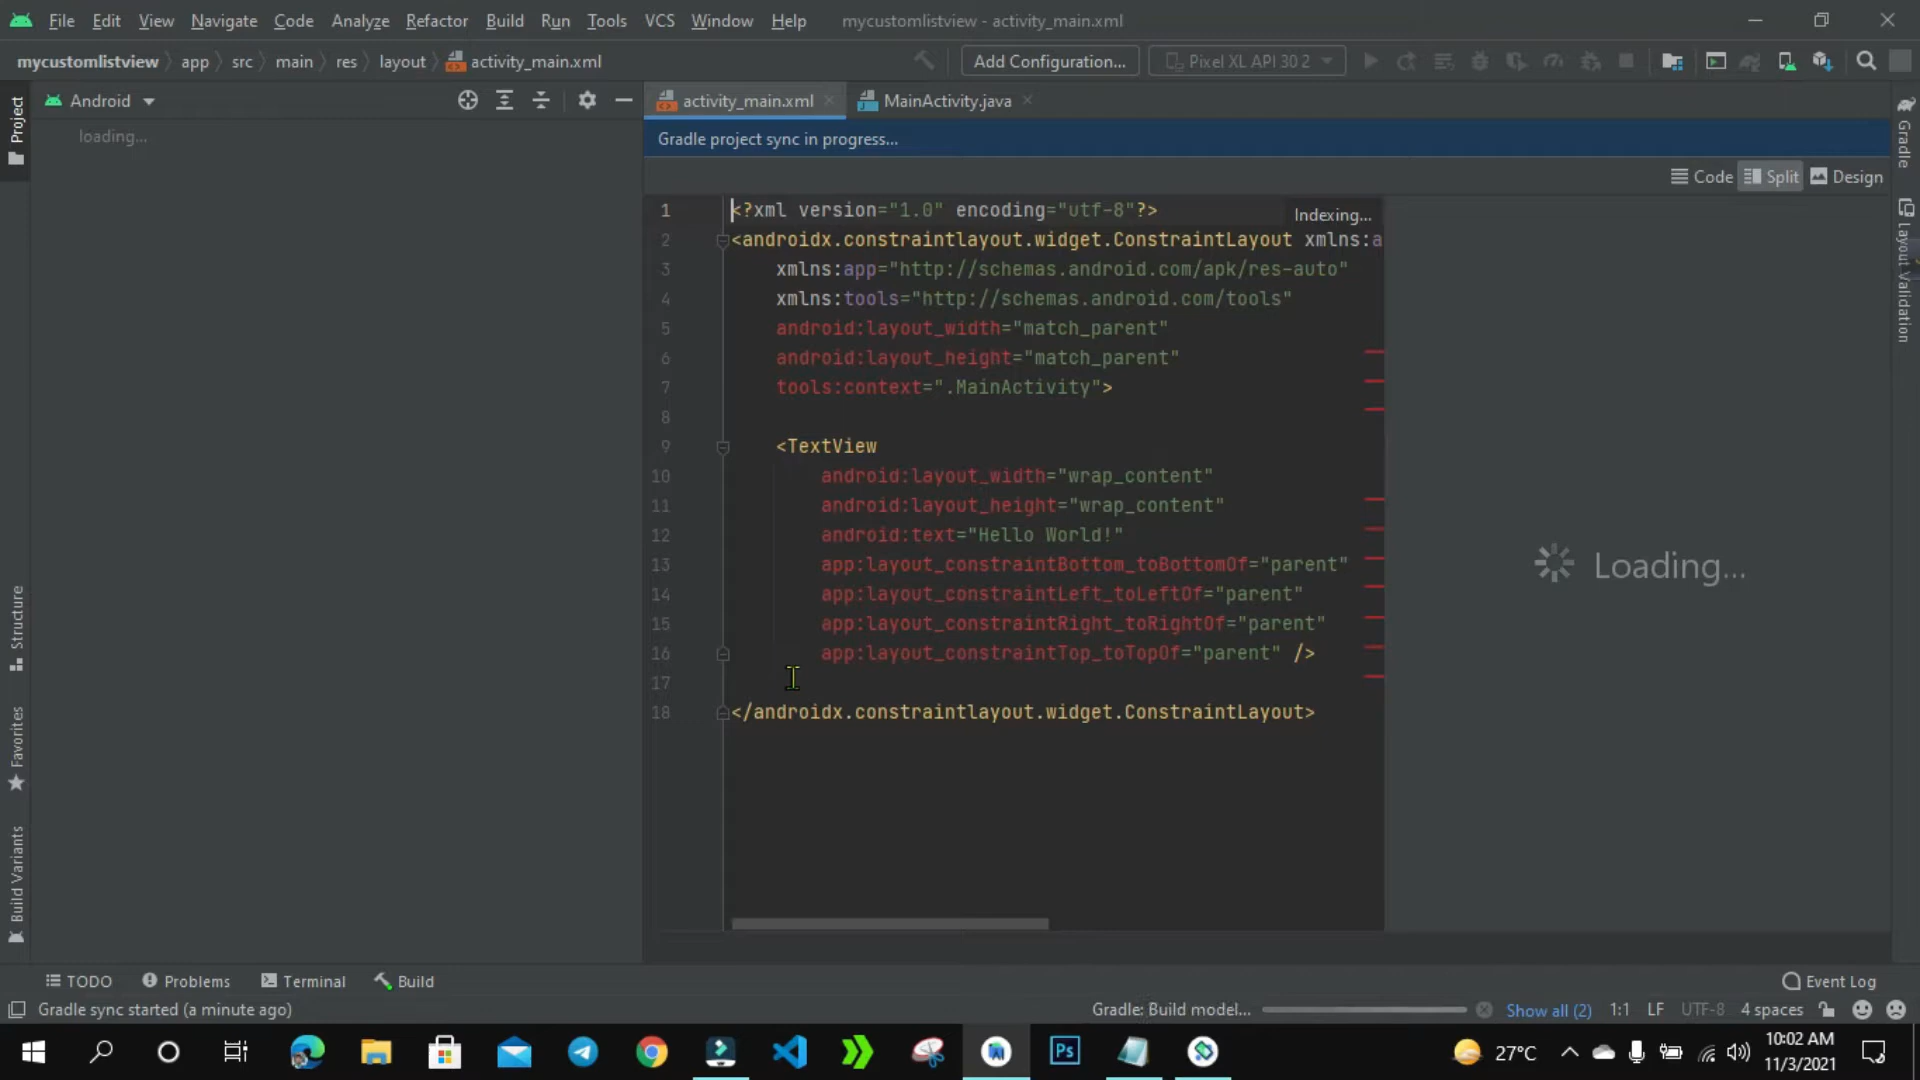 File Edit View Navigate Code Analyze Refactor Build Run Tools VCS Window Help mycustomlistview - activity_main.xml
mycustomlistview app src main res layout activity_main.xml Add Configuration... Pixel XL API 30 2
Android
activity_main.xml MainActivity.java
loading...
Gradle project sync in progress...
Code Split Design
Indexing...
1 <?xml version="1.0" encoding="utf-8"?>
2 <androidx.constraintlayout.widget.ConstraintLayout xmlns:a
3 xmlns:app="http://schemas.android.com/apk/res-auto"
4 xmlns:tools="http://schemas.android.com/tools"
5 android:layout_width="match_parent"
6 android:layout_height="match_parent"
7 tools:context=".MainActivity">
8
9 <TextView
10 android:layout_width="wrap_content"
11 android:layout_height="wrap_content"
12 android:text="Hello World!"
13 app:layout_constraintBottom_toBottomOf="parent"
14 app:layout_constraintLeft_toLeftOf="parent"
15 app:layout_constraintRight_toRightOf="parent"
16 app:layout_constraintTop_toTopOf="parent" />
17
18 </androidx.constraintlayout.widget.ConstraintLayout>
Loading...
Project
Structure
Favorites
Build Variants
Gradle
Layout Validation
TODO Problems Terminal Build Event Log
Gradle sync started (a minute ago) Gradle: Build model... Show all (2) 1:1 LF UTF-8 4 spaces
Ps 27°C 10:02 AM
11/3/2021